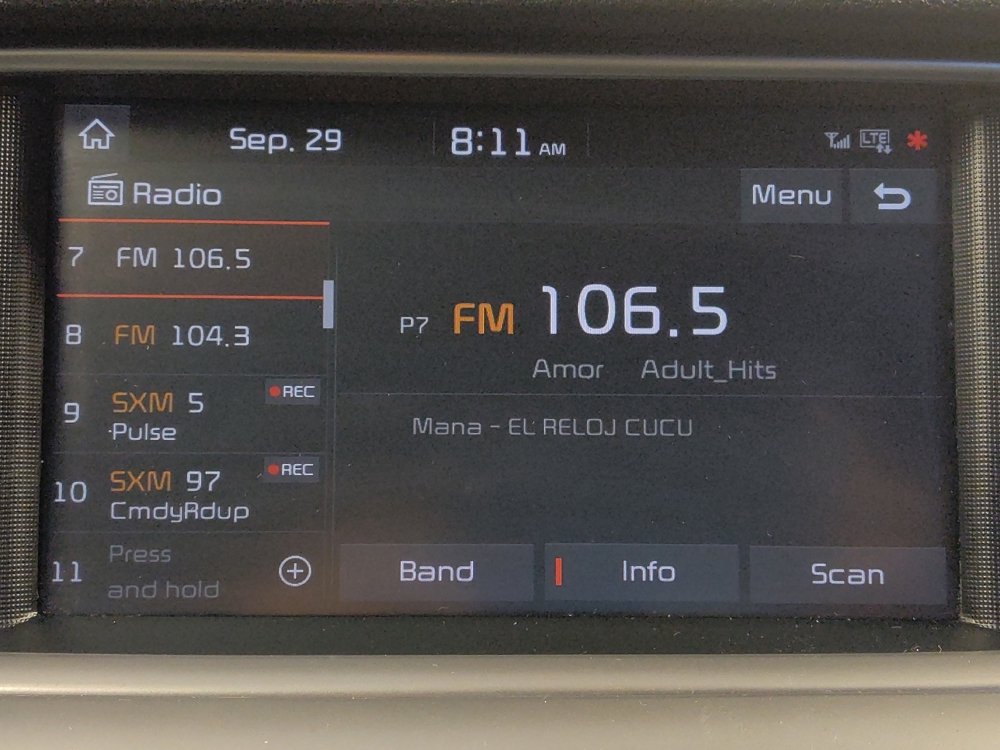 Sep. 29
8:11 AM
LTE
Radio
Menu
7 FM 106.5
8 FM 104.3
9 SXM 5 REC
·Pulse
10 SXM 97 REC
CmdyRdup
11 Press
and hold
P7 FM 106.5
Amor Adult_Hits
Mana - EL RELOJ CUCU
Band
Info
Scan